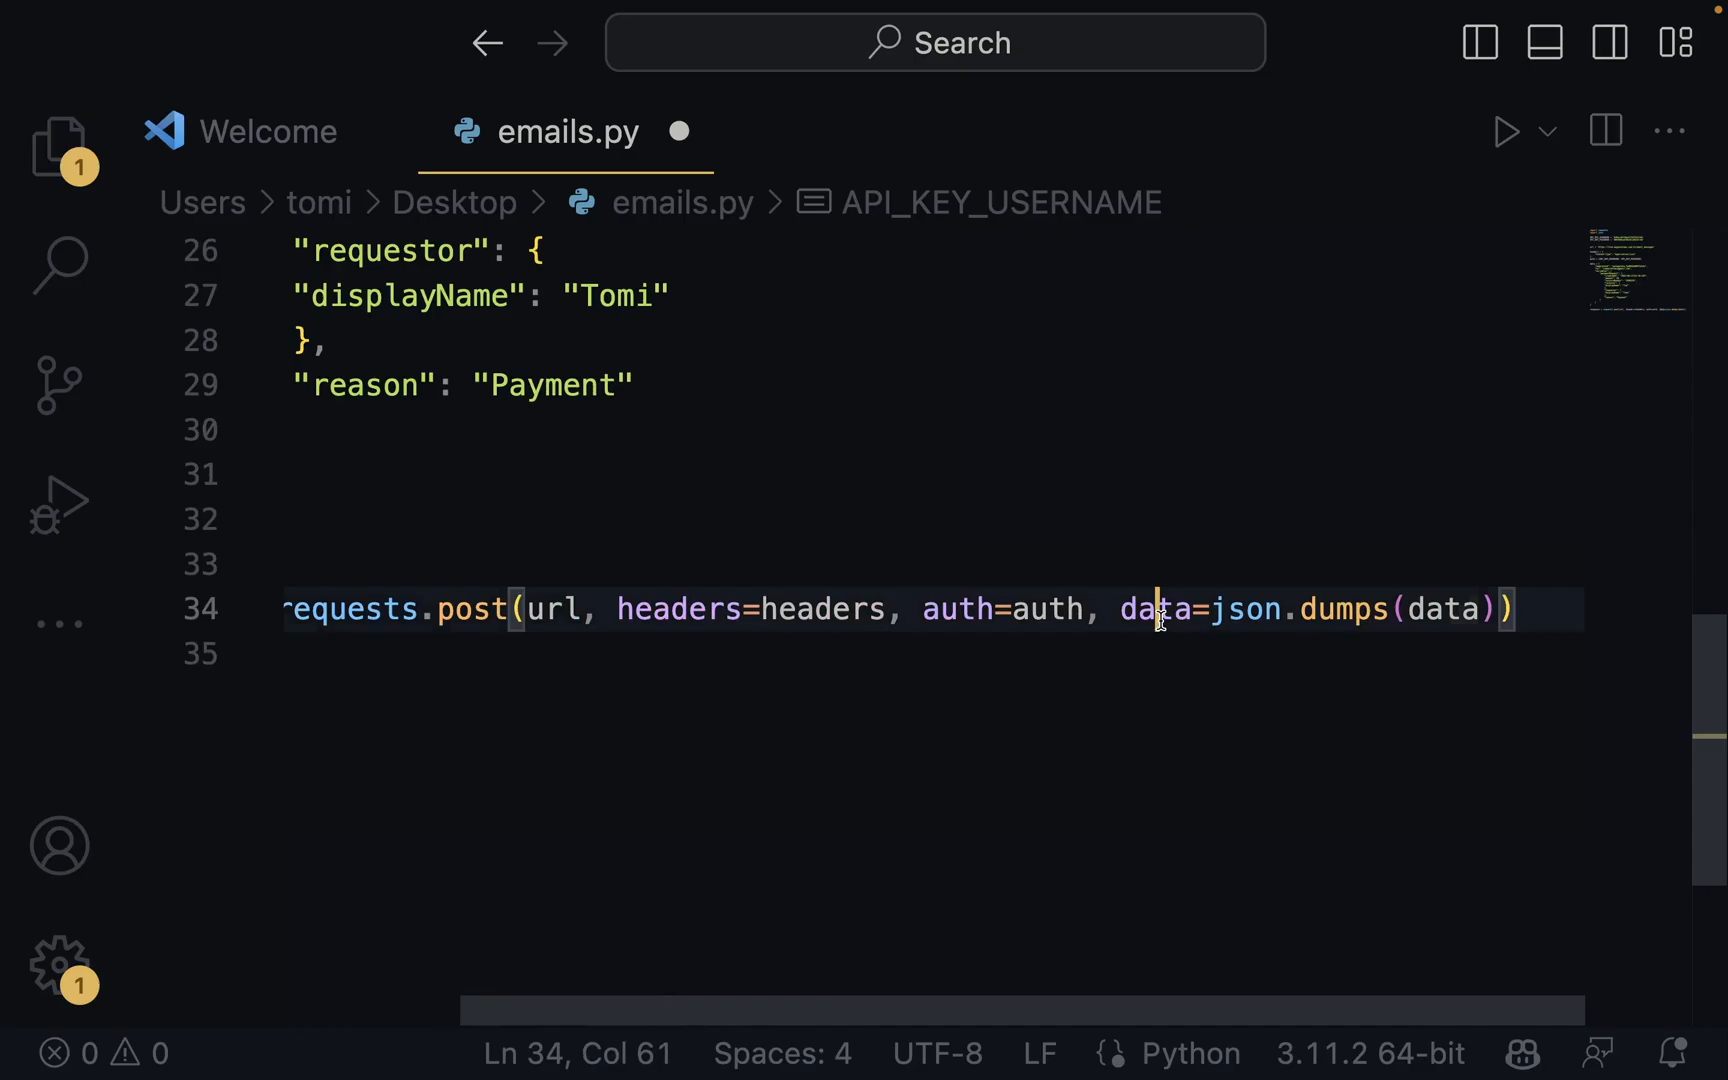 Search
Welcome
emails.py
Users > tomi > Desktop > emails.py > API_KEY_USERNAME
1
26 "requestor": {
27 "displayName": "Tomi"
28 },
29 "reason": "Payment"
30
31
32
33
34 requests.post(url, headers=headers, auth=auth, data=json.dumps(data))
35
1
0 0 Ln 34, Col 61 Spaces: 4 UTF-8 LF Python 3.11.2 64-bit